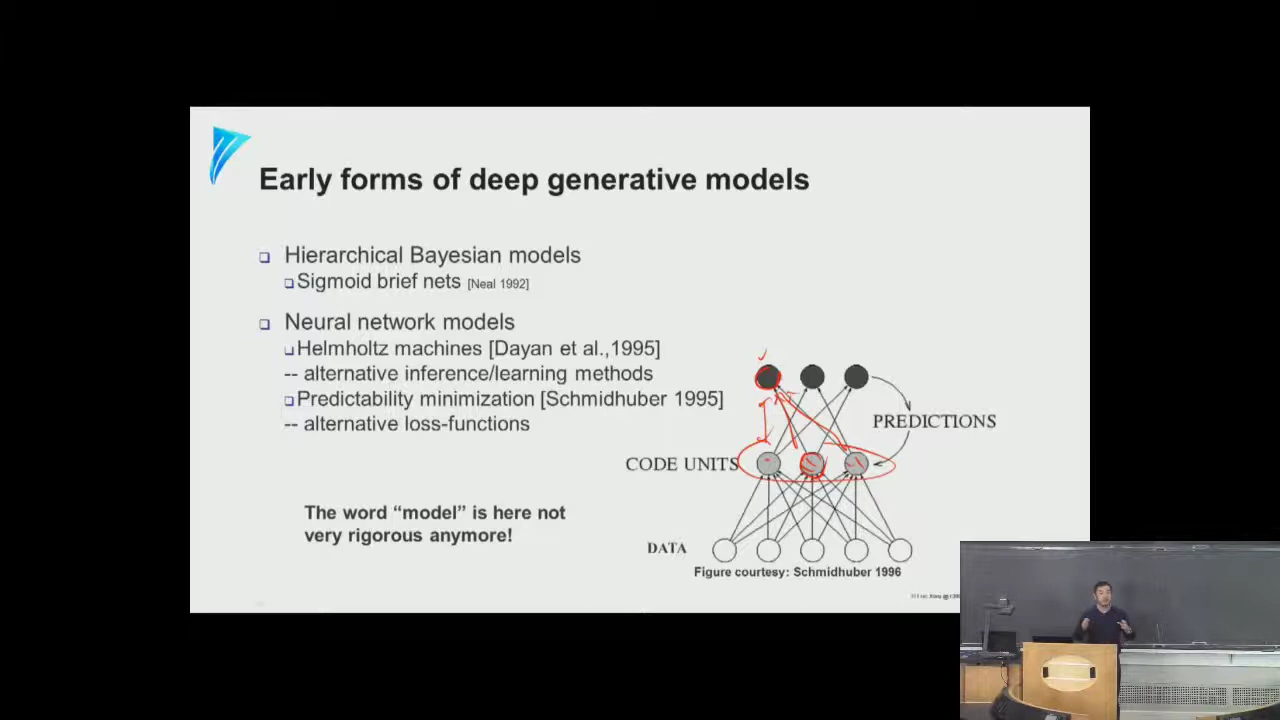 Early forms of deep generative models
Hierarchical Bayesian models
Sigmoid brief nets [Neal 1992]
Neural network models
Helmholtz machines [Dayan et al.,1995]
-- alternative inference/learning methods
Predictability minimization [Schmidhuber 1995]
-- alternative loss-functions
PREDICTIONS
CODE UNITS
The word “model” is here not
very rigorous anymore!
DATA
Figure courtesy: Schmidhuber 1996